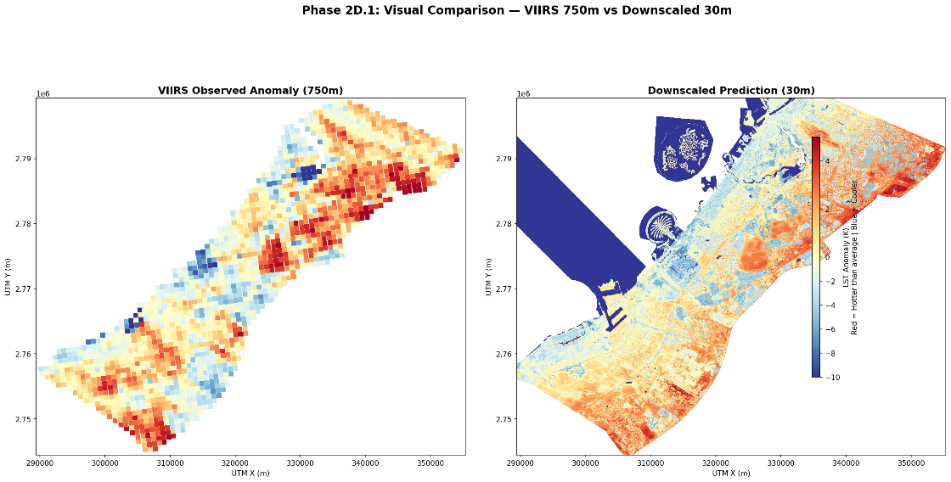 Phase 2D.1: Visual Comparison — VIIRS 750m vs Downscaled 30m
VIIRS Observed Anomaly (750m)
1e6
2.79
2.78
2.77
2.76
2.75
UTM Y (m)
290000 300000 310000 320000 330000 340000 350000
UTM X (m)
Downscaled Prediction (30m)
1e6
2.79
2.78
2.77
2.76
2.75
UTM Y (m)
290000 300000 310000 320000 330000 340000 350000
UTM X (m)
4
2
0
−2
−4
−6
−8
−10
LST Anomaly (K)
Red = Hotter than average | Blue = Cooler